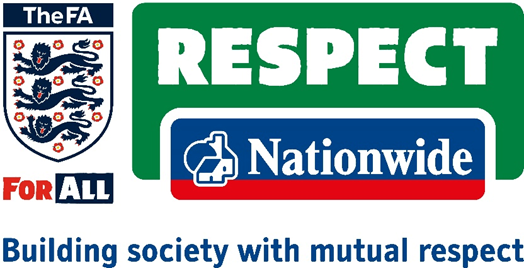 TheFA
FOR ALL
RESPECT
Nationwide
Building society with mutual respect